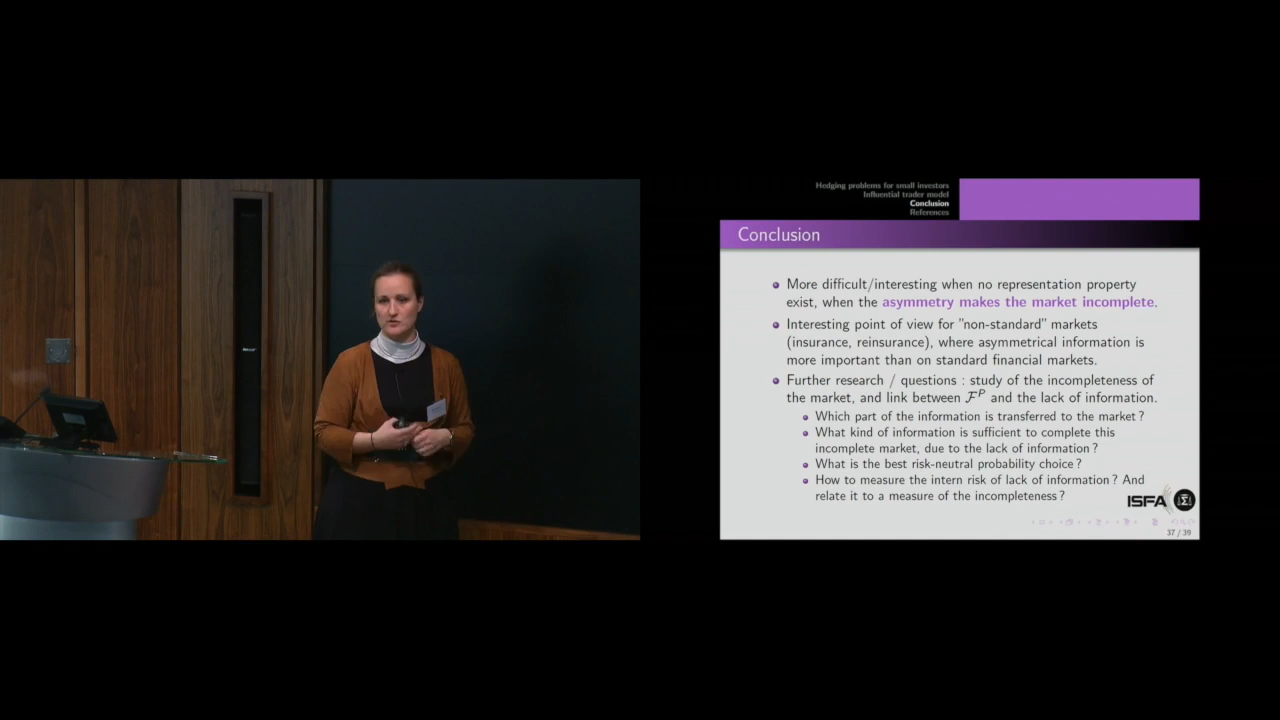 Hedging problems for small investors
Influential trader model
Conclusion
References
Conclusion
More difficult/interesting when no representation property
exist, when the asymmetry makes the market incomplete.
Interesting point of view for "non-standard" markets
(insurance, reinsurance), where asymmetrical information is
more important than on standard financial markets.
Further research / questions : study of the incompleteness of
the market, and link between F^P and the lack of information.
Which part of the information is transferred to the market ?
What kind of information is sufficient to complete this
incomplete market, due to the lack of information ?
What is the best risk-neutral probability choice ?
How to measure the intern risk of lack of information ? And
relate it to a measure of the incompleteness ?
ISFA Σ
37 / 39